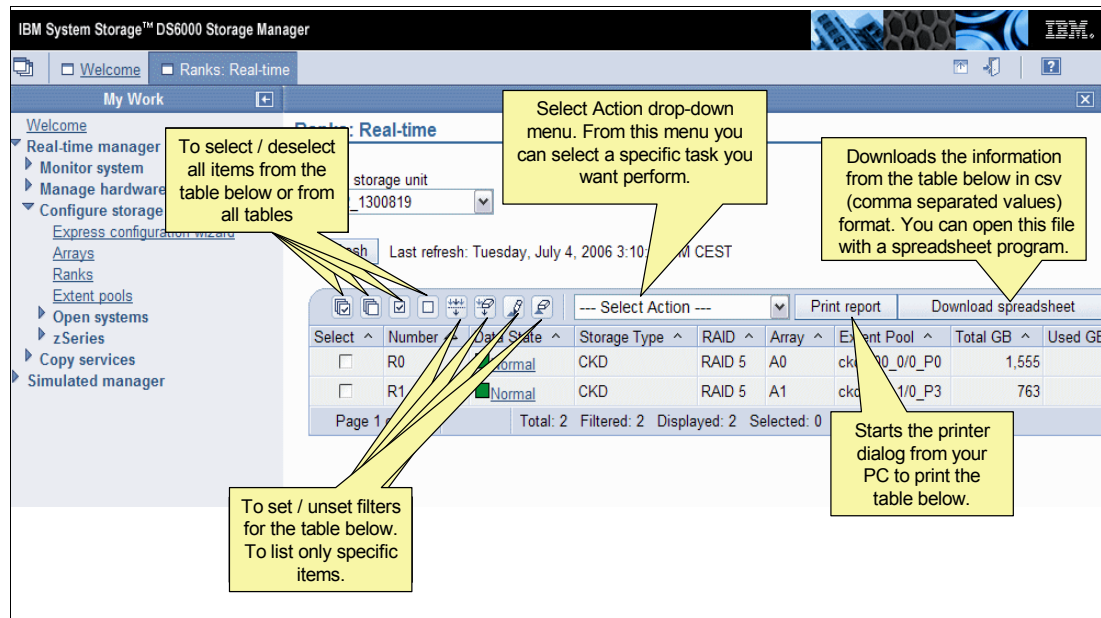 IBM System Storage™ DS6000 Storage Manager
IBM.
Welcome
Ranks: Real-time
?
My Work
Welcome
Real-time manager
Monitor system
Manage hardware
Configure storage
Express configuration wizard
Arrays
Ranks
Extent pools
Open systems
zSeries
Copy services
Simulated manager
To select / deselect
all items from the
table below or from
all tables
Ranks: Real-time
Select Action drop-down
menu. From this menu you
can select a specific task you
want perform.
Downloads the information
from the table below in csv
(comma separated values)
format. You can open this file
with a spreadsheet program.
storage unit
_1300819
Last refresh: Tuesday, July 4, 2006 3:10: M CEST
--- Select Action ---
Print report
Download spreadsheet
Select Number Data State Storage Type RAID Array Extent Pool Total GB Used GB
R0 Normal CKD RAID 5 A0 0/0_P0 1,555
R1 Normal CKD RAID 5 A1 1/0_P3 763
Page 1 Total: 2 Filtered: 2 Displayed: 2 Selected: 0
Starts the printer
dialog from your
PC to print the
table below.
To set / unset filters
for the table below.
To list only specific
items.